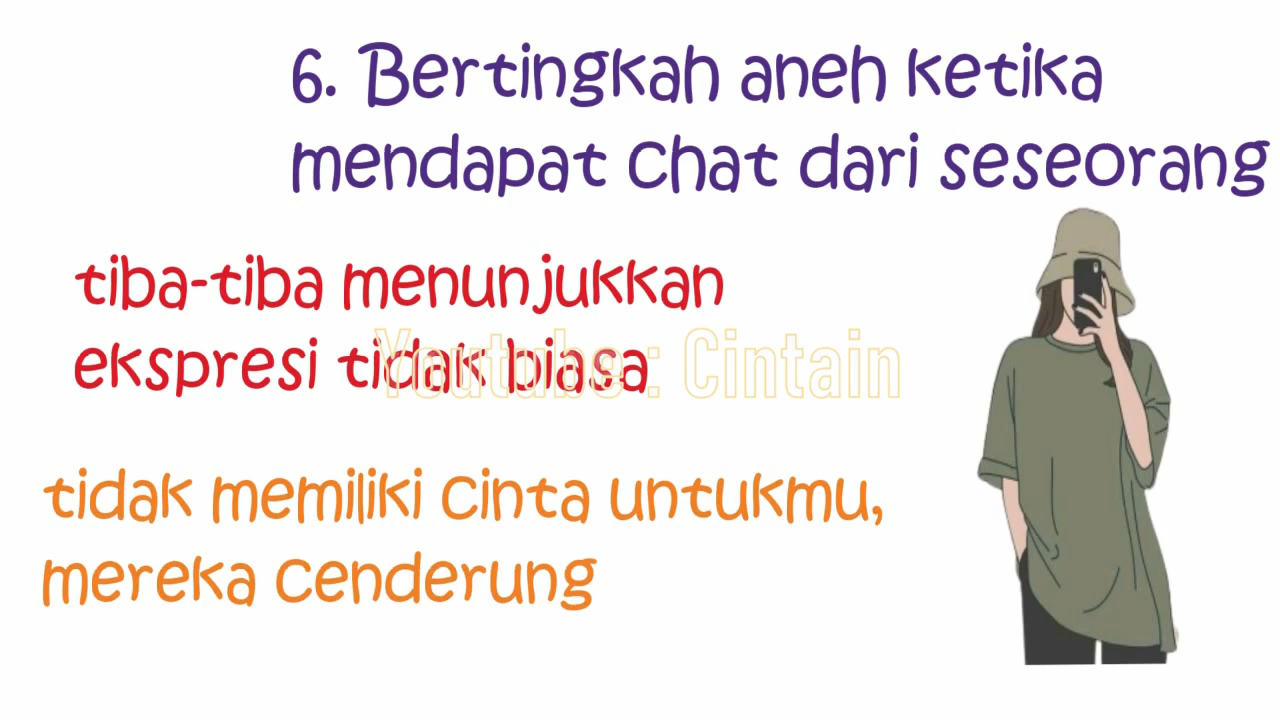 6. Bertingkah aneh ketika
mendapat chat dari seseorang
tiba-tiba menunjukkan
ekspresi tidak biasa
Youtube : Cintain
tidak memiliki cinta untukmu,
mereka cenderung